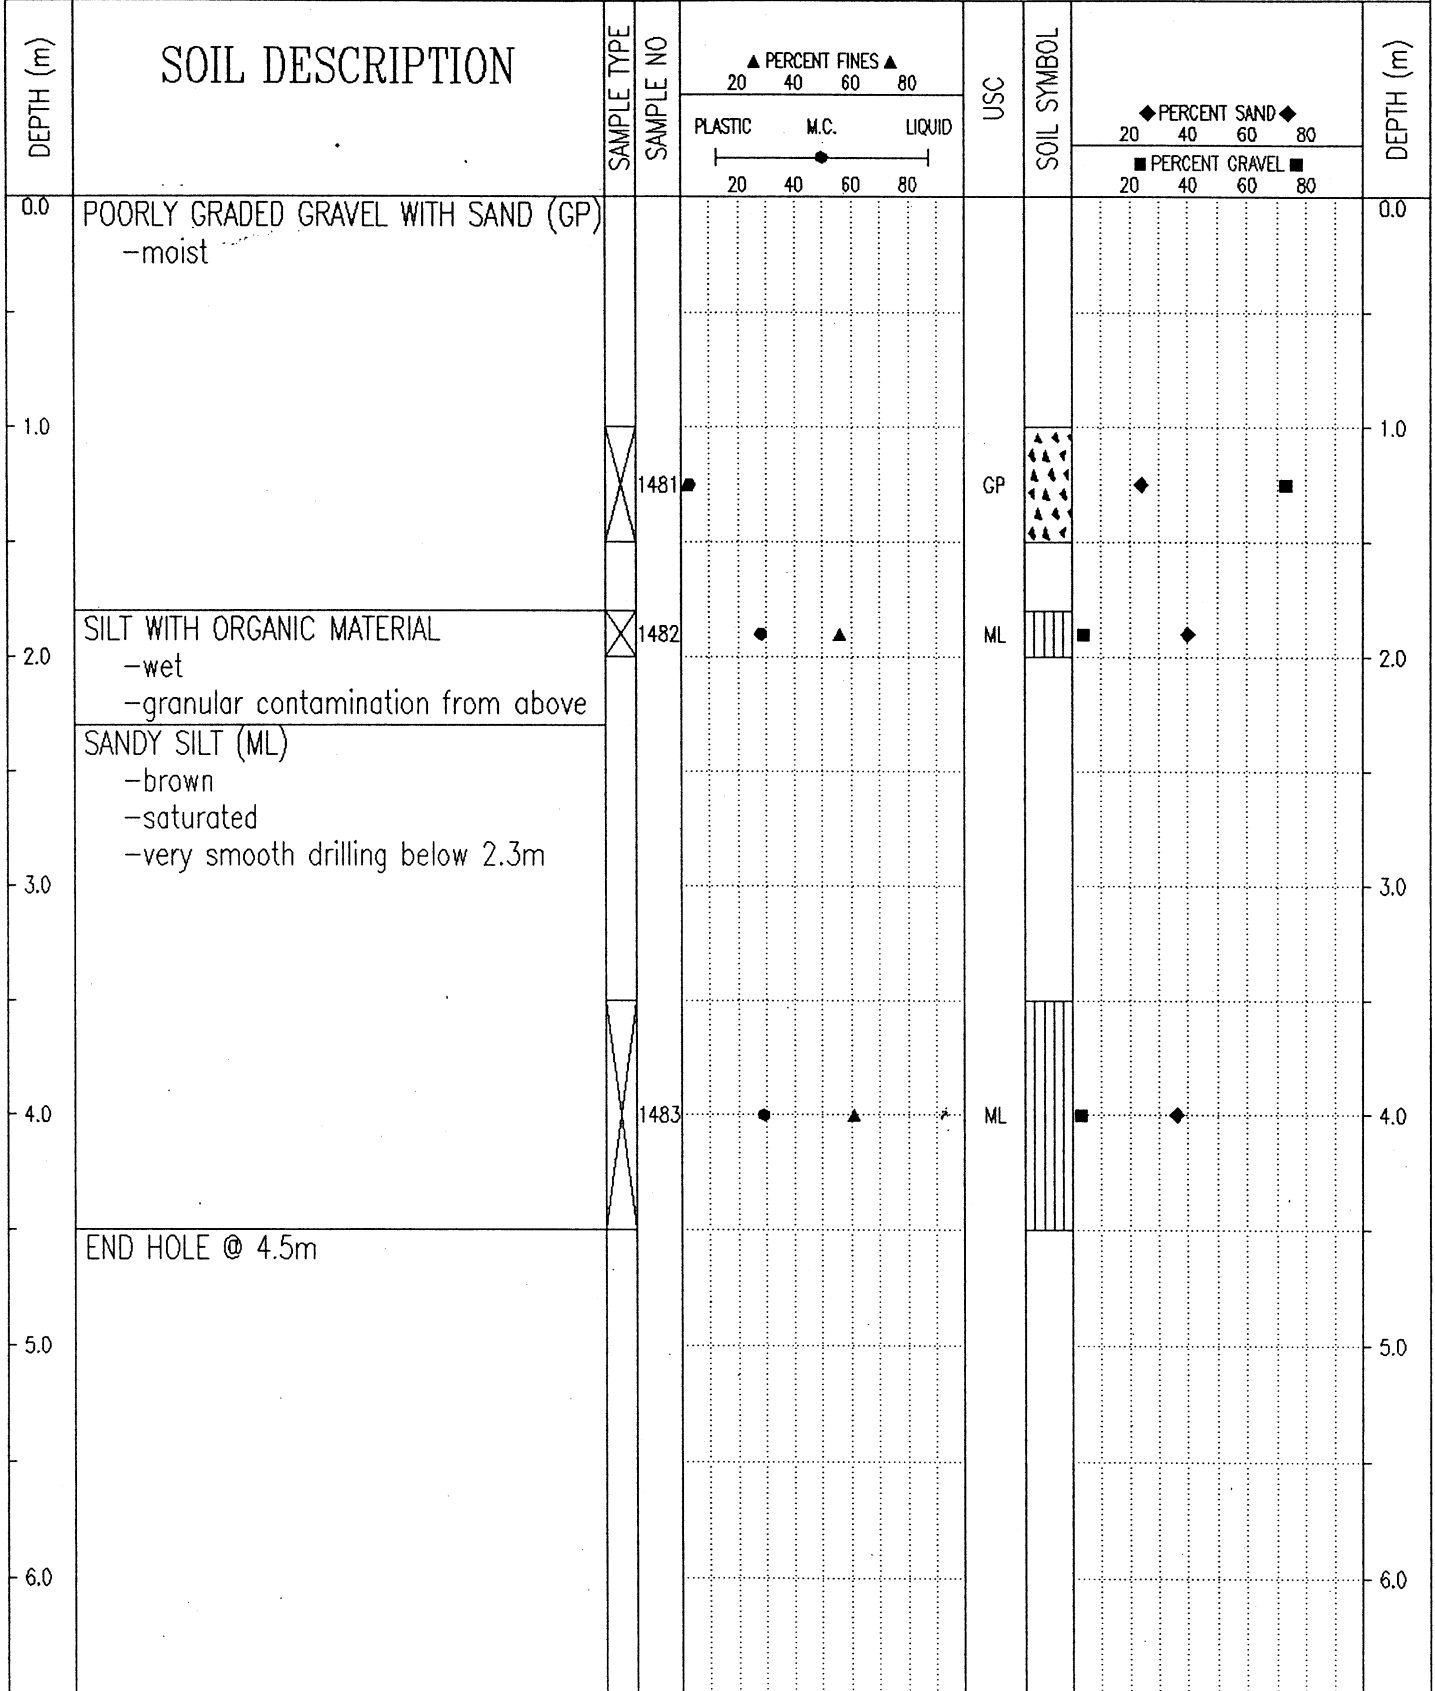 DEPTH (m)
SOIL DESCRIPTION
SAMPLE TYPE
SAMPLE NO
▲ PERCENT FINES ▲
20 40 60 80
PLASTIC M.C. LIQUID
20 40 60 80
USC
SOIL SYMBOL
◆PERCENT SAND◆
20 40 60 80
■ PERCENT GRAVEL ■
20 40 60 80
DEPTH (m)
0.0 POORLY GRADED GRAVEL WITH SAND (GP) 0.0
-moist
1.0 1.0
1481 GP
SILT WITH ORGANIC MATERIAL 1482 ML
2.0 2.0
-wet
-granular contamination from above
SANDY SILT (ML)
-brown
-saturated
-very smooth drilling below 2.3m
3.0 3.0
4.0 1483 ML 4.0
END HOLE @ 4.5m
5.0 5.0
6.0 6.0